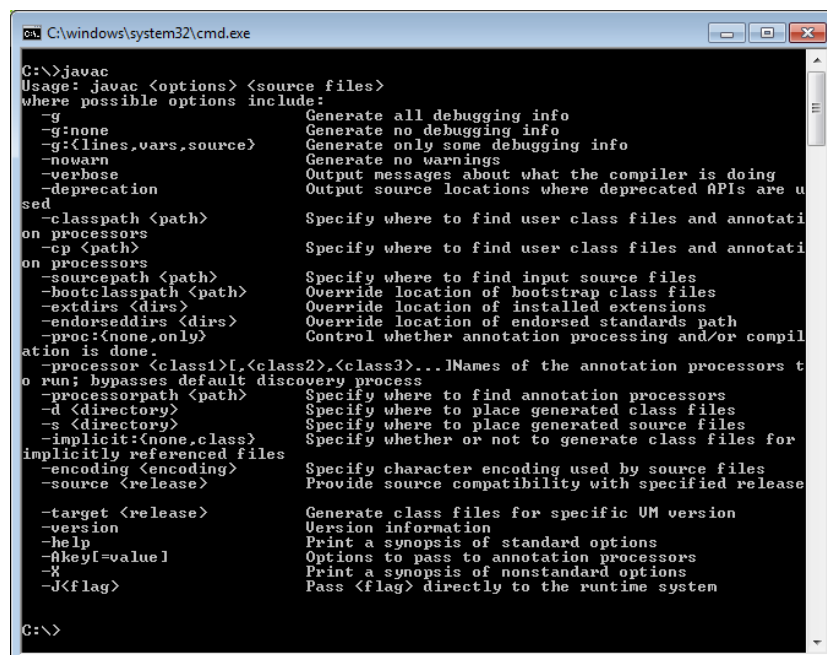 C:\windows\system32\cmd.exe
C:\>javac
Usage: javac <options> <source files>
where possible options include:
  -g                         Generate all debugging info
  -g:none                    Generate no debugging info
  -g:{lines,vars,source}     Generate only some debugging info
  -nowarn                    Generate no warnings
  -verbose                   Output messages about what the compiler is doing
  -deprecation               Output source locations where deprecated APIs are u
sed
  -classpath <path>          Specify where to find user class files and annotati
on processors
  -cp <path>                 Specify where to find user class files and annotati
on processors
  -sourcepath <path>         Specify where to find input source files
  -bootclasspath <path>      Override location of bootstrap class files
  -extdirs <dirs>            Override location of installed extensions
  -endorseddirs <dirs>       Override location of endorsed standards path
  -proc:{none,only}          Control whether annotation processing and/or compil
ation is done.
  -processor <class1>[,<class2>,<class3>...]Names of the annotation processors t
o run; bypasses default discovery process
  -processorpath <path>      Specify where to find annotation processors
  -d <directory>             Specify where to place generated class files
  -s <directory>             Specify where to place generated source files
  -implicit:{none,class}     Specify whether or not to generate class files for
implicitly referenced files
  -encoding <encoding>       Specify character encoding used by source files
  -source <release>          Provide source compatibility with specified release
  -target <release>          Generate class files for specific VM version
  -version                   Version information
  -help                      Print a synopsis of standard options
  -Akey[=value]              Options to pass to annotation processors
  -X                         Print a synopsis of nonstandard options
  -J<flag>                   Pass <flag> directly to the runtime system
C:\>